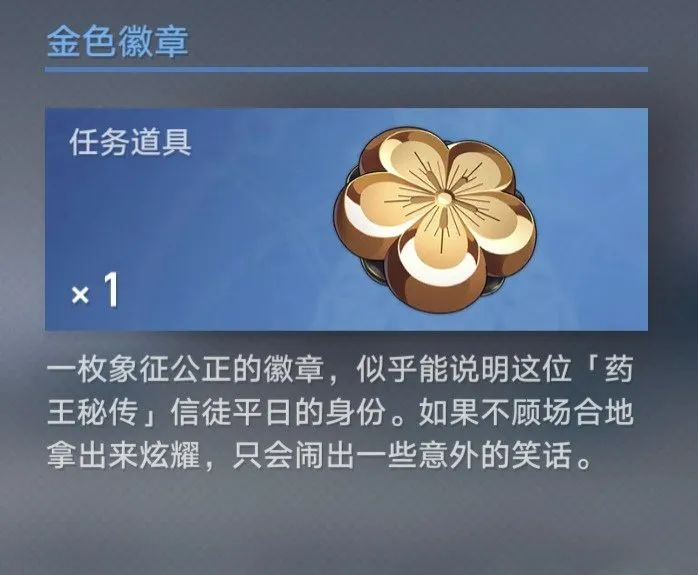 金色徽章
任务道具
× 1
一枚象征公正的徽章，似乎能说明这位「药
王秘传」信徒平日的身份。如果不顾场合地
拿出来炫耀，只会闹出一些意外的笑话。